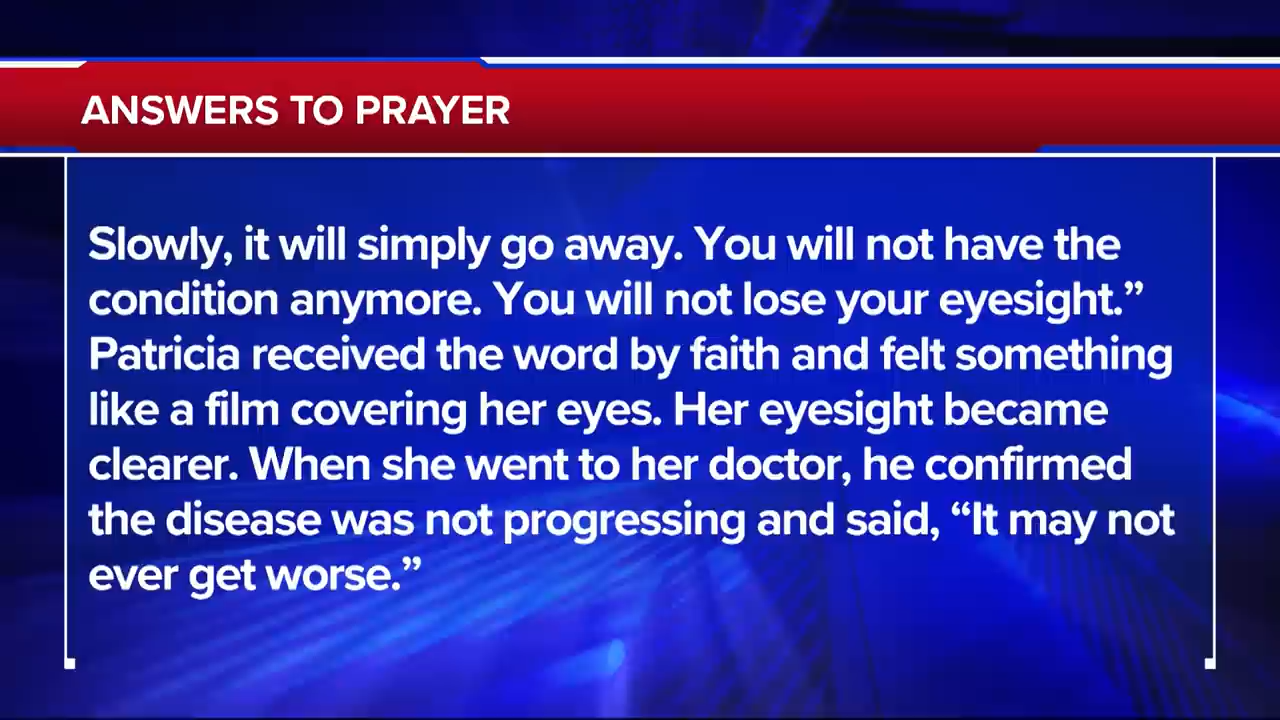 ANSWERS TO PRAYER
Slowly, it will simply go away. You will not have the
condition anymore. You will not lose your eyesight.”
Patricia received the word by faith and felt something
like a film covering her eyes. Her eyesight became
clearer. When she went to her doctor, he confirmed
the disease was not progressing and said, “It may not
ever get worse.”